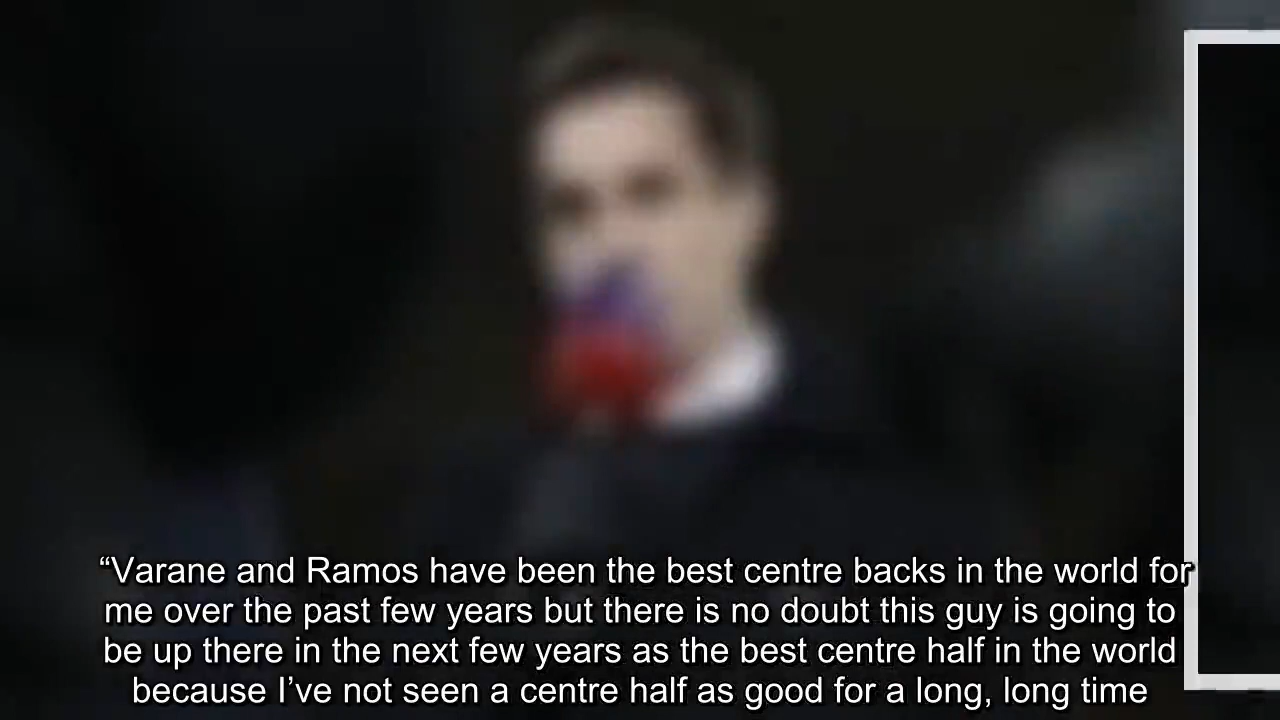 “Varane and Ramos have been the best centre backs in the world for
me over the past few years but there is no doubt this guy is going to
be up there in the next few years as the best centre half in the world
because I’ve not seen a centre half as good for a long, long time